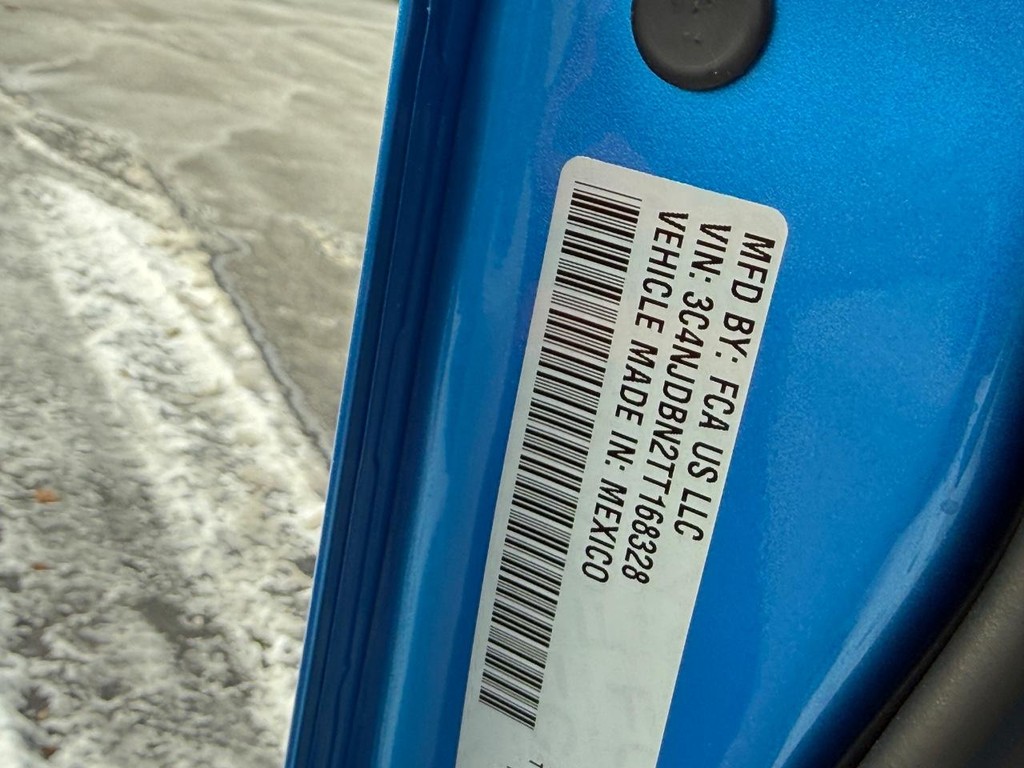 MFD BY: FCA US LLC
VIN: 3C4NJDBN2TT168328
VEHICLE MADE IN: MEXICO